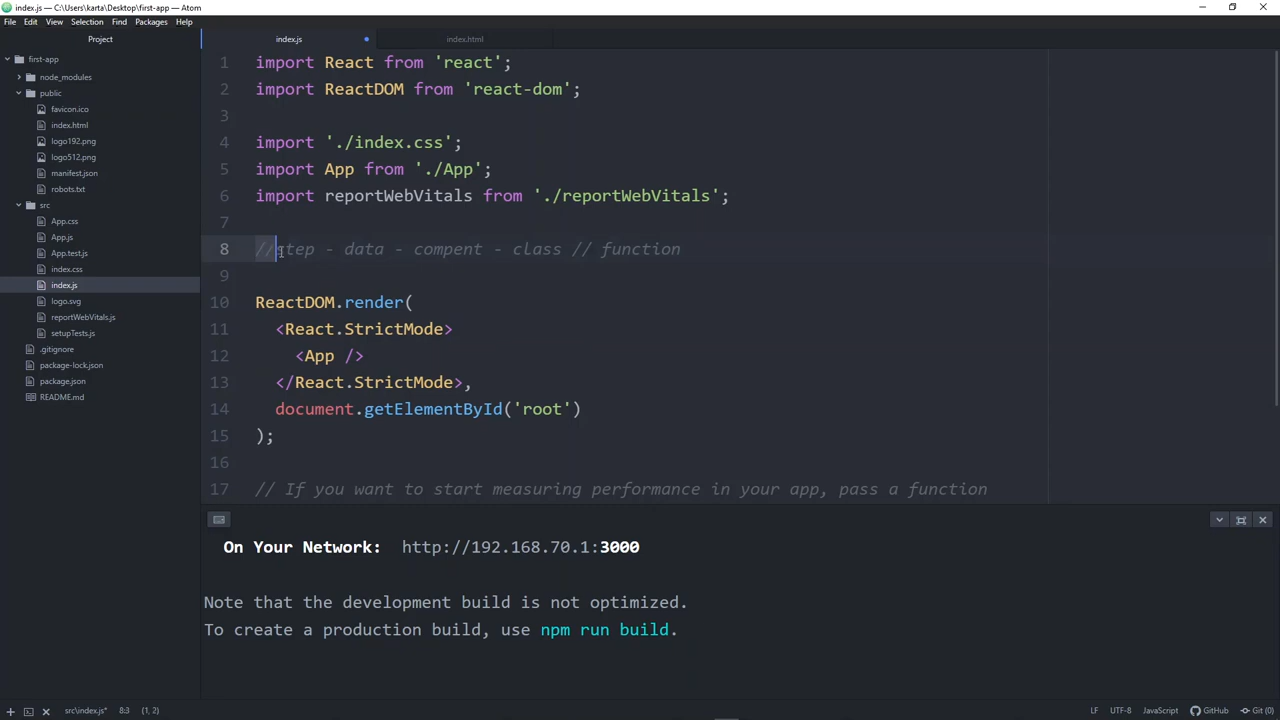 index.js — C:\Users\karta\Desktop\first-app — Atom
File Edit View Selection Find Packages Help
Project
first-app
node_modules
public
favicon.ico
index.html
logo192.png
logo512.png
manifest.json
robots.txt
src
App.css
App.js
App.test.js
index.css
index.js
logo.svg
reportWebVitals.js
setupTests.js
.gitignore
package-lock.json
package.json
README.md
index.js index.html
1 import React from 'react';
2 import ReactDOM from 'react-dom';
3
4 import './index.css';
5 import App from './App';
6 import reportWebVitals from './reportWebVitals';
7
8 //step - data - compent - class // function
9
10 ReactDOM.render(
11 <React.StrictMode>
12 <App />
13 </React.StrictMode>,
14 document.getElementById('root')
15 );
16
17 // If you want to start measuring performance in your app, pass a function
On Your Network: http://192.168.70.1:3000
Note that the development build is not optimized.
To create a production build, use npm run build.
src\index.js* 8:3 (1, 2) LF UTF-8 JavaScript GitHub Git (0)